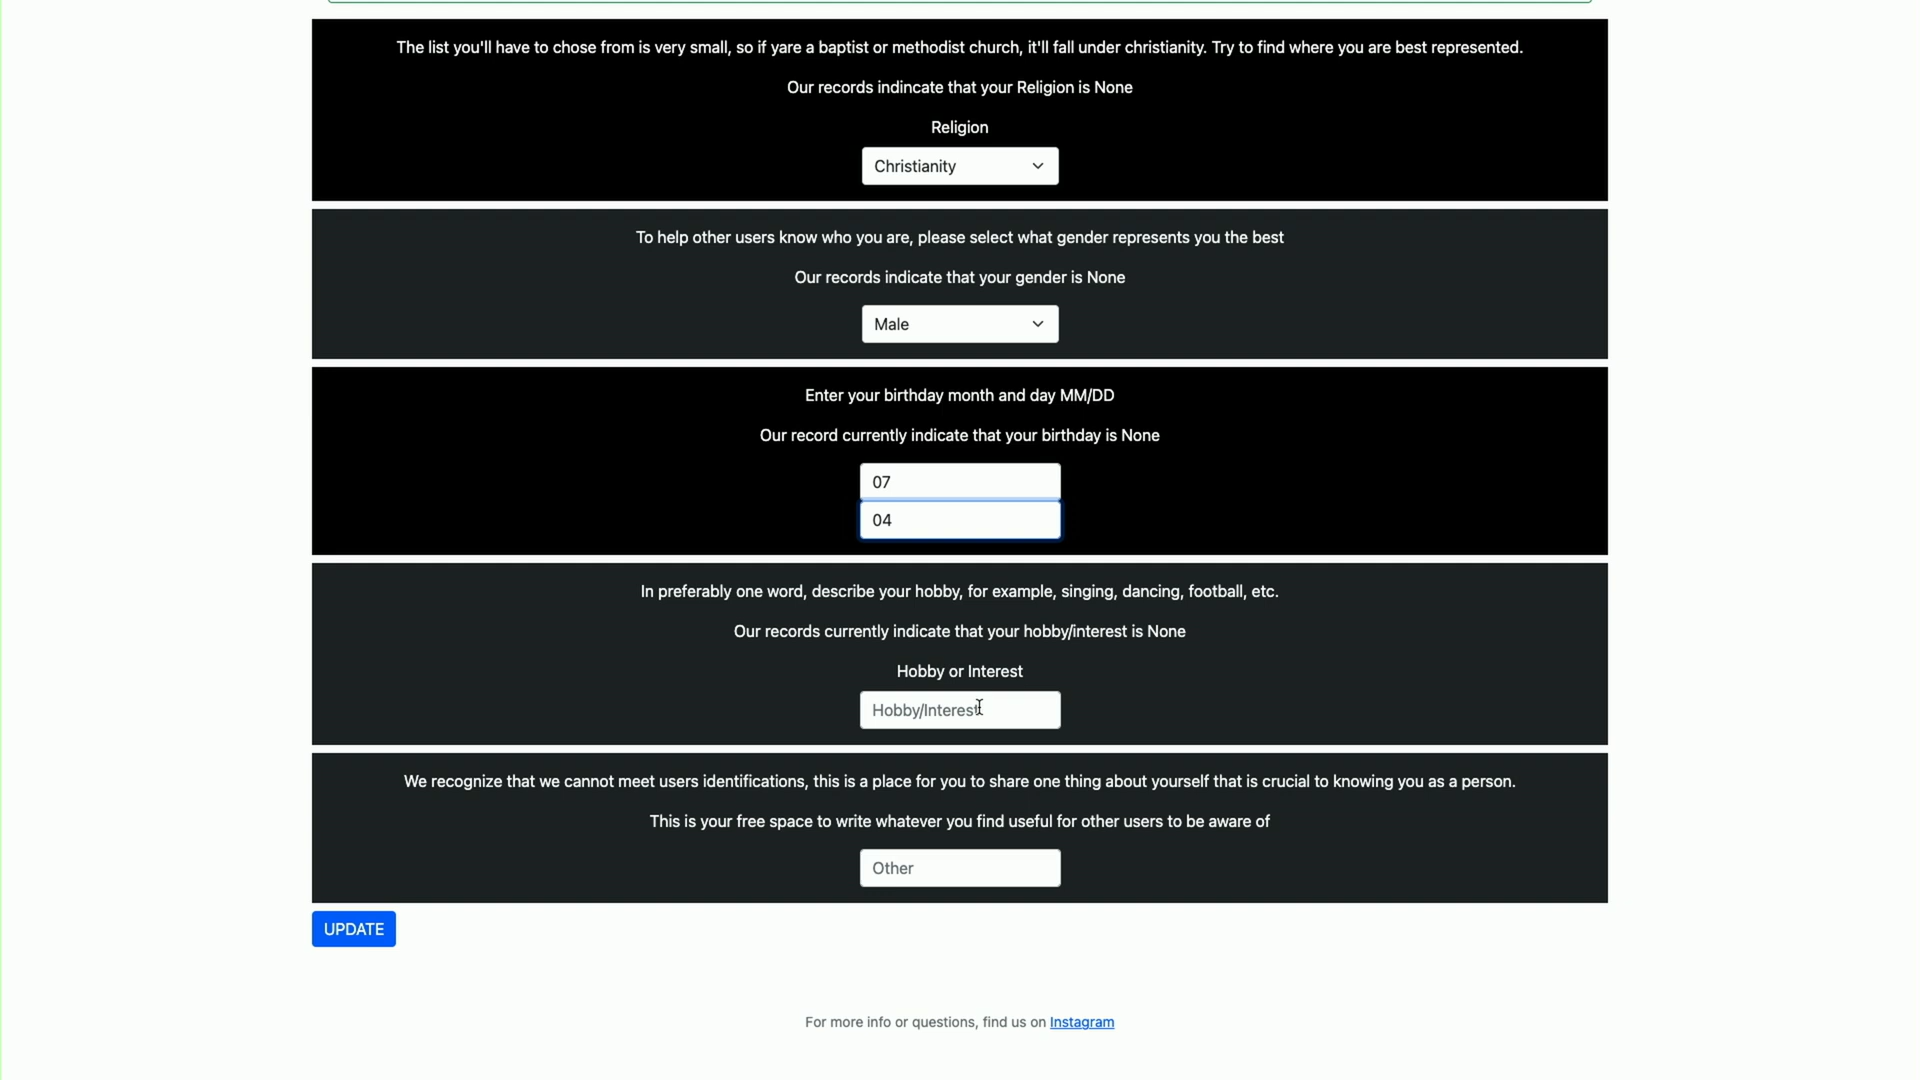 The list you'll have to chose from is very small, so if yare a baptist or methodist church, it'll fall under christianity. Try to find where you are best represented.
Our records indincate that your Religion is None
Religion
Christianity
To help other users know who you are, please select what gender represents you the best
Our records indicate that your gender is None
Male
Enter your birthday month and day MM/DD
Our record currently indicate that your birthday is None
07
04
In preferably one word, describe your hobby, for example, singing, dancing, football, etc.
Our records currently indicate that your hobby/interest is None
Hobby or Interest
Hobby/Interest
We recognize that we cannot meet users identifications, this is a place for you to share one thing about yourself that is crucial to knowing you as a person.
This is your free space to write whatever you find useful for other users to be aware of
Other
UPDATE
For more info or questions, find us on Instagram